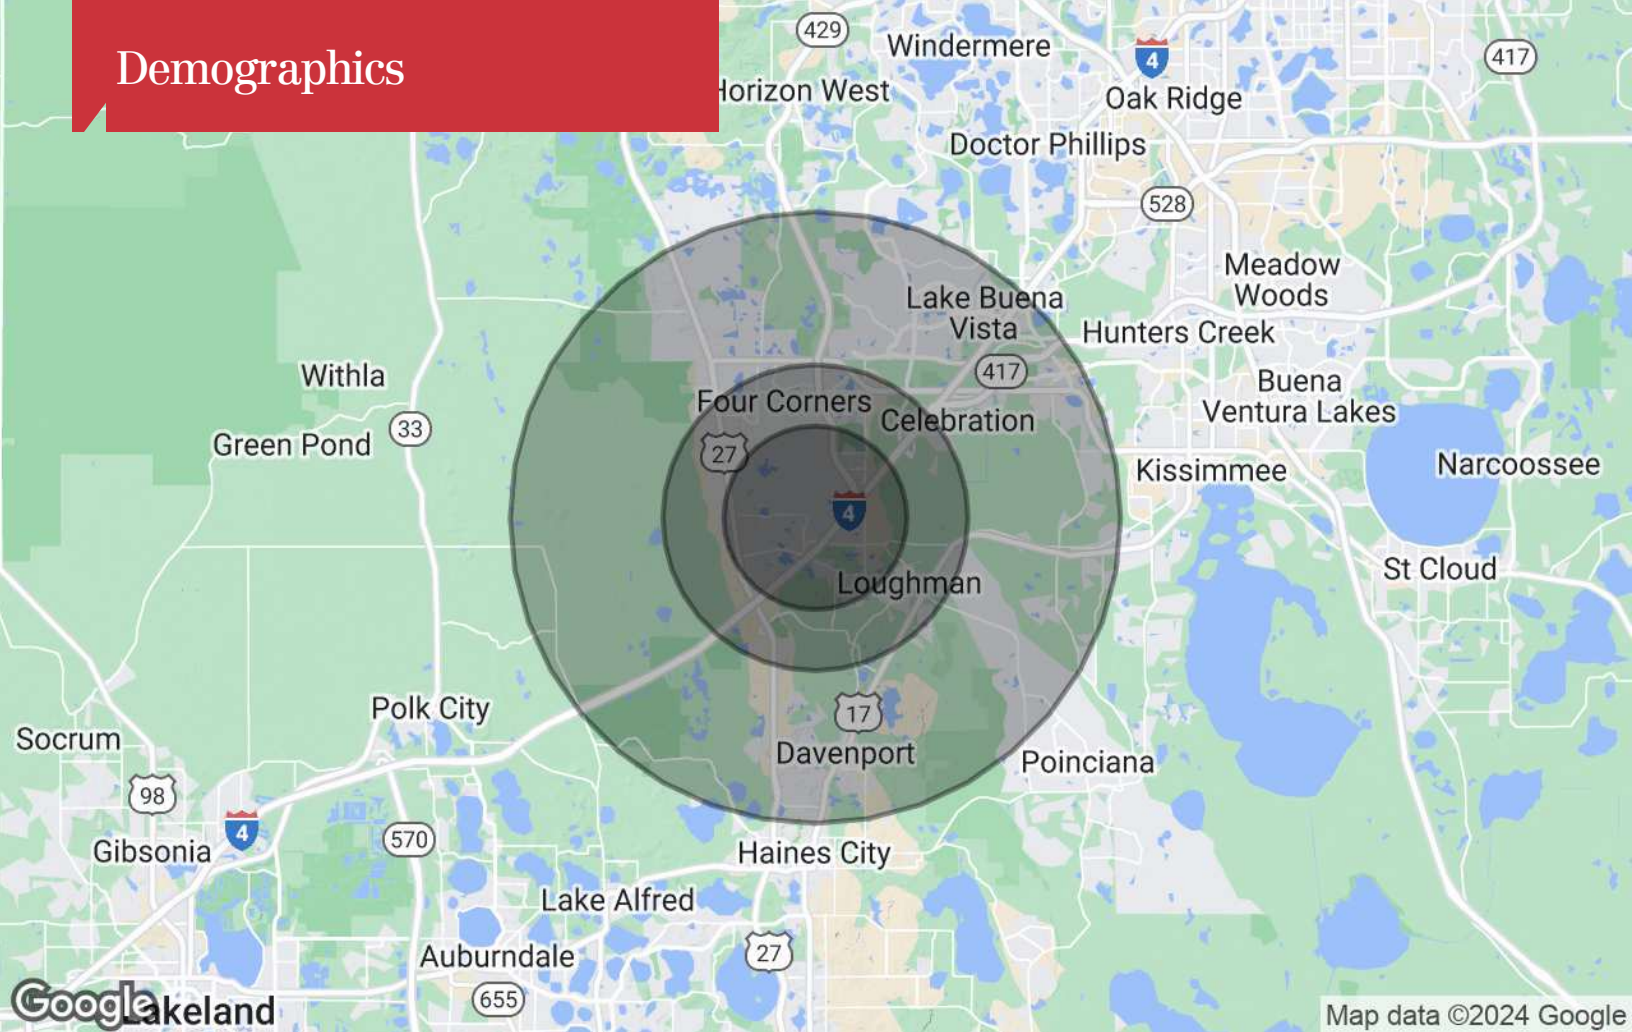 Demographics
429
Windermere
4
417
Horizon West
Oak Ridge
Doctor Phillips
528
Meadow
Woods
Lake Buena
Vista
Hunters Creek
Withla
417
Buena
Ventura Lakes
Four Corners
Celebration
33
Green Pond
27
Kissimmee
Narcoossee
4
St Cloud
Loughman
Polk City
17
Socrum
Davenport
Poinciana
98
4
570
Gibsonia
Haines City
Lake Alfred
Auburndale
27
655
Google
Lakeland
Map data ©2024 Google